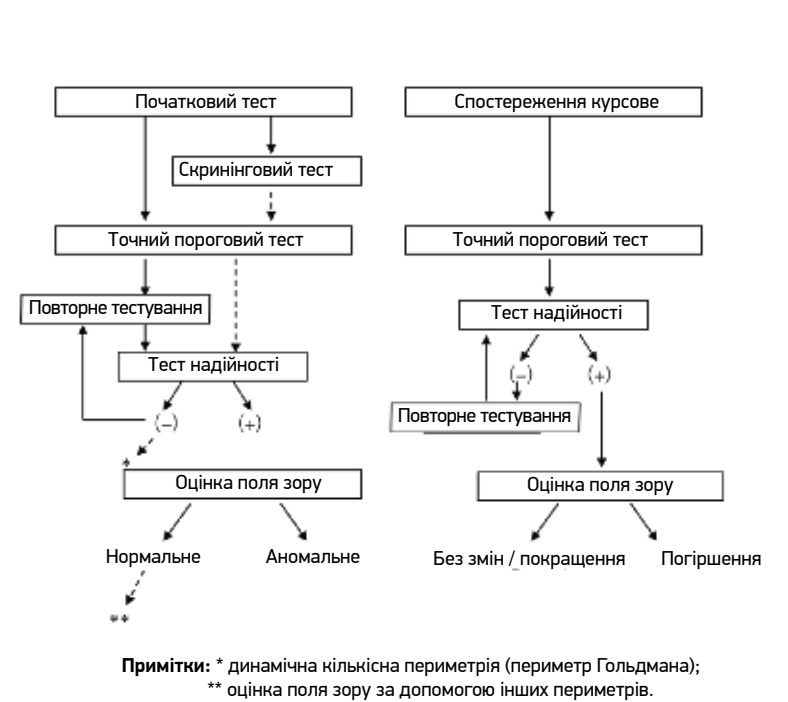 Початковий тест
Скринінговий тест
Точний пороговий тест
Повторне тестування
Тест надійності
(–)
(+)
*
Оцінка поля зору
Нормальне
Аномальне
**
Спостереження курсове
Точний пороговий тест
Тест надійності
(–)
(+)
Повторне тестування
Оцінка поля зору
Без змін / покращення
Погіршення
Примітки: * динамічна кількісна периметрія (периметр Гольдмана);
** оцінка поля зору за допомогою інших периметрів.